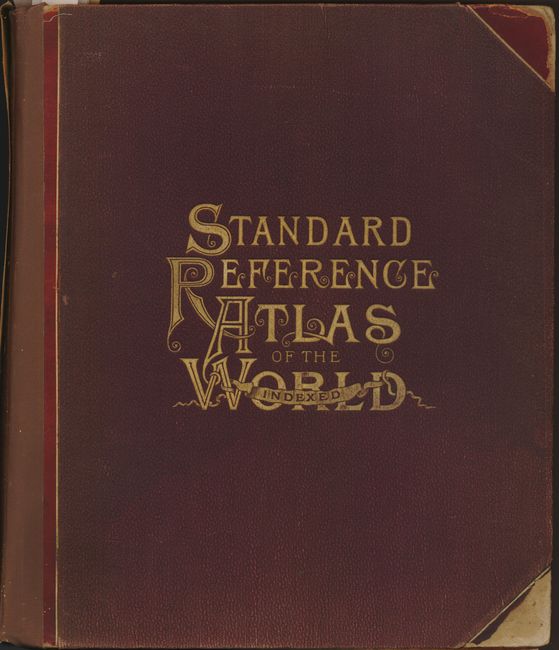 STANDARD
REFERENCE
ATLAS
OF THE
WORLD
INDEXED